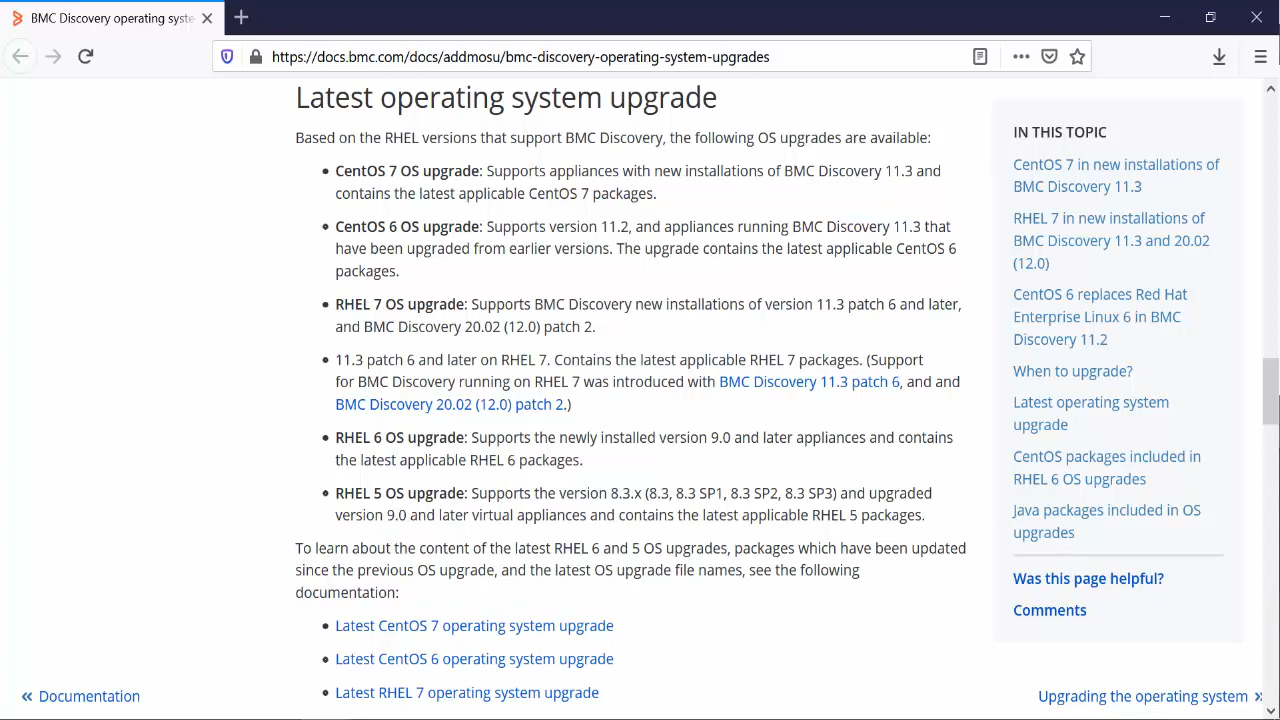 BMC Discovery operating syste
https://docs.bmc.com/docs/addmosu/bmc-discovery-operating-system-upgrades
Latest operating system upgrade
Based on the RHEL versions that support BMC Discovery, the following OS upgrades are available:
CentOS 7 OS upgrade: Supports appliances with new installations of BMC Discovery 11.3 and
contains the latest applicable CentOS 7 packages.
CentOS 6 OS upgrade: Supports version 11.2, and appliances running BMC Discovery 11.3 that
have been upgraded from earlier versions. The upgrade contains the latest applicable CentOS 6
packages.
RHEL 7 OS upgrade: Supports BMC Discovery new installations of version 11.3 patch 6 and later,
and BMC Discovery 20.02 (12.0) patch 2.
11.3 patch 6 and later on RHEL 7. Contains the latest applicable RHEL 7 packages. (Support
for BMC Discovery running on RHEL 7 was introduced with BMC Discovery 11.3 patch 6, and and
BMC Discovery 20.02 (12.0) patch 2.)
RHEL 6 OS upgrade: Supports the newly installed version 9.0 and later appliances and contains
the latest applicable RHEL 6 packages.
RHEL 5 OS upgrade: Supports the version 8.3.x (8.3, 8.3 SP1, 8.3 SP2, 8.3 SP3) and upgraded
version 9.0 and later virtual appliances and contains the latest applicable RHEL 5 packages.
To learn about the content of the latest RHEL 6 and 5 OS upgrades, packages which have been updated
since the previous OS upgrade, and the latest OS upgrade file names, see the following
documentation:
Latest CentOS 7 operating system upgrade
Latest CentOS 6 operating system upgrade
Latest RHEL 7 operating system upgrade
IN THIS TOPIC
CentOS 7 in new installations of
BMC Discovery 11.3
RHEL 7 in new installations of
BMC Discovery 11.3 and 20.02
(12.0)
CentOS 6 replaces Red Hat
Enterprise Linux 6 in BMC
Discovery 11.2
When to upgrade?
Latest operating system
upgrade
CentOS packages included in
RHEL 6 OS upgrades
Java packages included in OS
upgrades
Was this page helpful?
Comments
« Documentation
Upgrading the operating system »